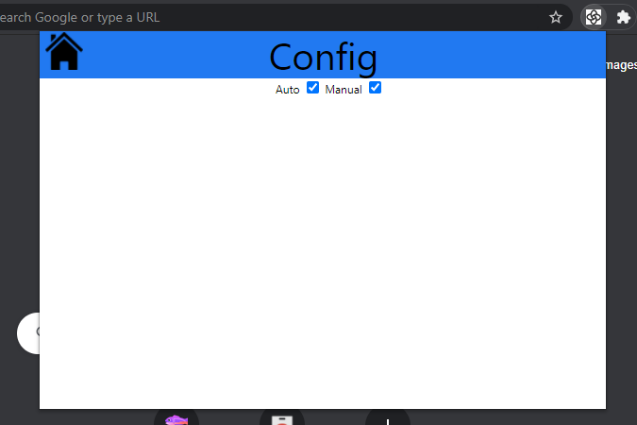 earch Google or type a URL
Config
mages
Auto Manual